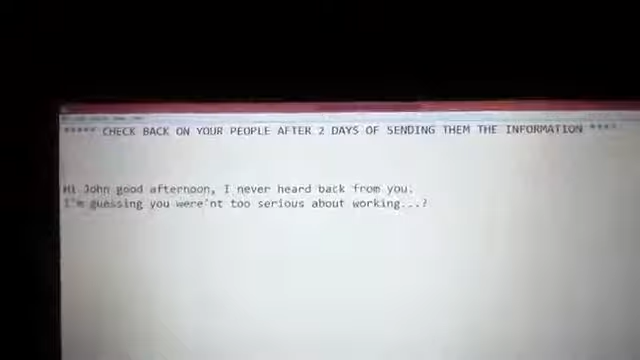 ***** CHECK BACK ON YOUR PEOPLE AFTER 2 DAYS OF SENDING THEM THE INFORMATION ****
Hi John good afternoon, I never heard back from you.
I'm guessing you were'nt too serious about working...?